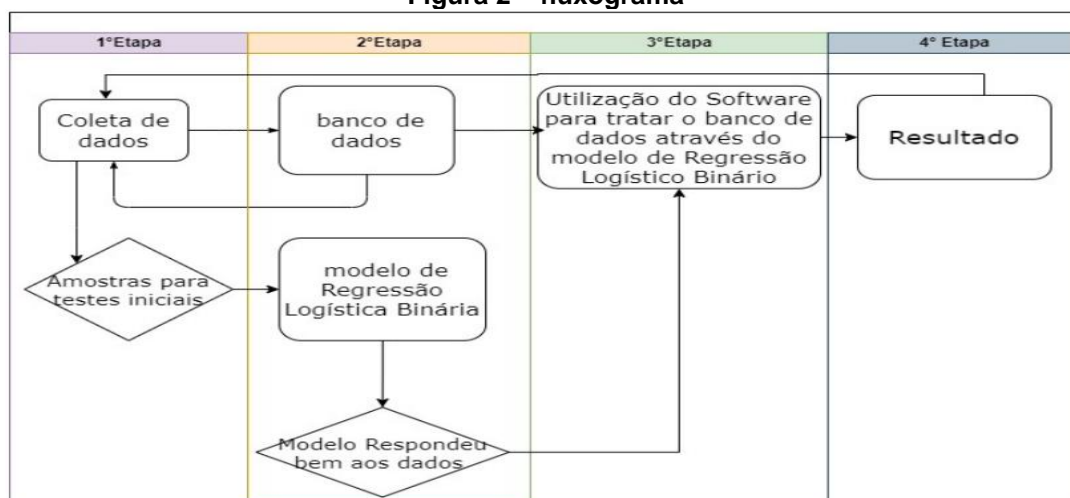 Figura 2 – fluxograma
1°Etapa
2°Etapa
3°Etapa
4° Etapa
Coleta de
dados
banco de
dados
Utilização do Software
para tratar o banco de
dados através do
modelo de Regressão
Logístico Binário
Resultado
Amostras para
testes iniciais
modelo de
Regressão
Logística Binária
Modelo Respondeu
bem aos dados